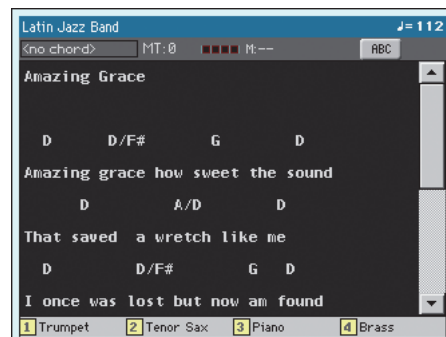 Latin Jazz Band ♩=112
<no chord> MT:0 M:-- ABC
Amazing Grace
D D/F# G D
Amazing grace how sweet the sound
D A/D D
That saved a wretch like me
D D/F# G D
I once was lost but now am found
1 Trumpet 2 Tenor Sax 3 Piano 4 Brass